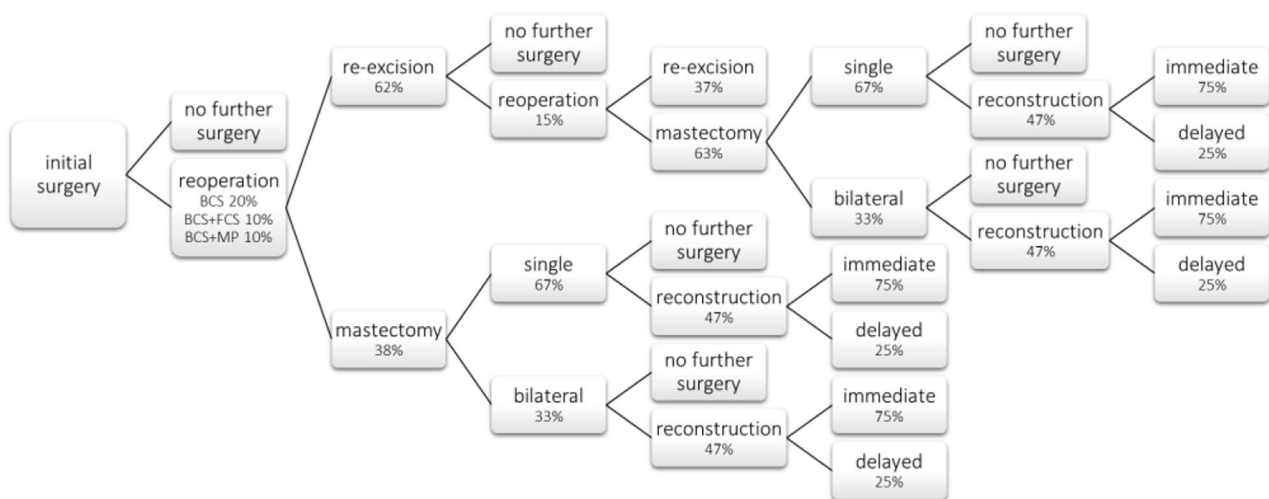 initial
surgery
no further
surgery
reoperation
BCS 20%
BCS+FCS 10%
BCS+MP 10%
re-excision
62%
no further
surgery
reoperation
15%
re-excision
37%
mastectomy
63%
single
67%
no further
surgery
reconstruction
47%
immediate
75%
delayed
25%
bilateral
33%
no further
surgery
reconstruction
47%
immediate
75%
delayed
25%
mastectomy
38%
single
67%
no further
surgery
reconstruction
47%
immediate
75%
delayed
25%
bilateral
33%
no further
surgery
reconstruction
47%
immediate
75%
delayed
25%